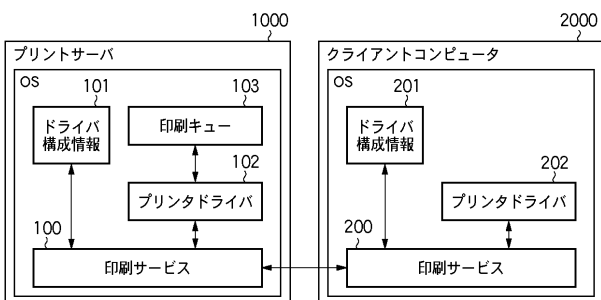 1000
プリントサーバ
OS
101
ドライバ
構成情報
103
印刷キュー
102
プリンタドライバ
100
印刷サービス
2000
クライアントコンピュータ
OS
201
ドライバ
構成情報
202
プリンタドライバ
200
印刷サービス